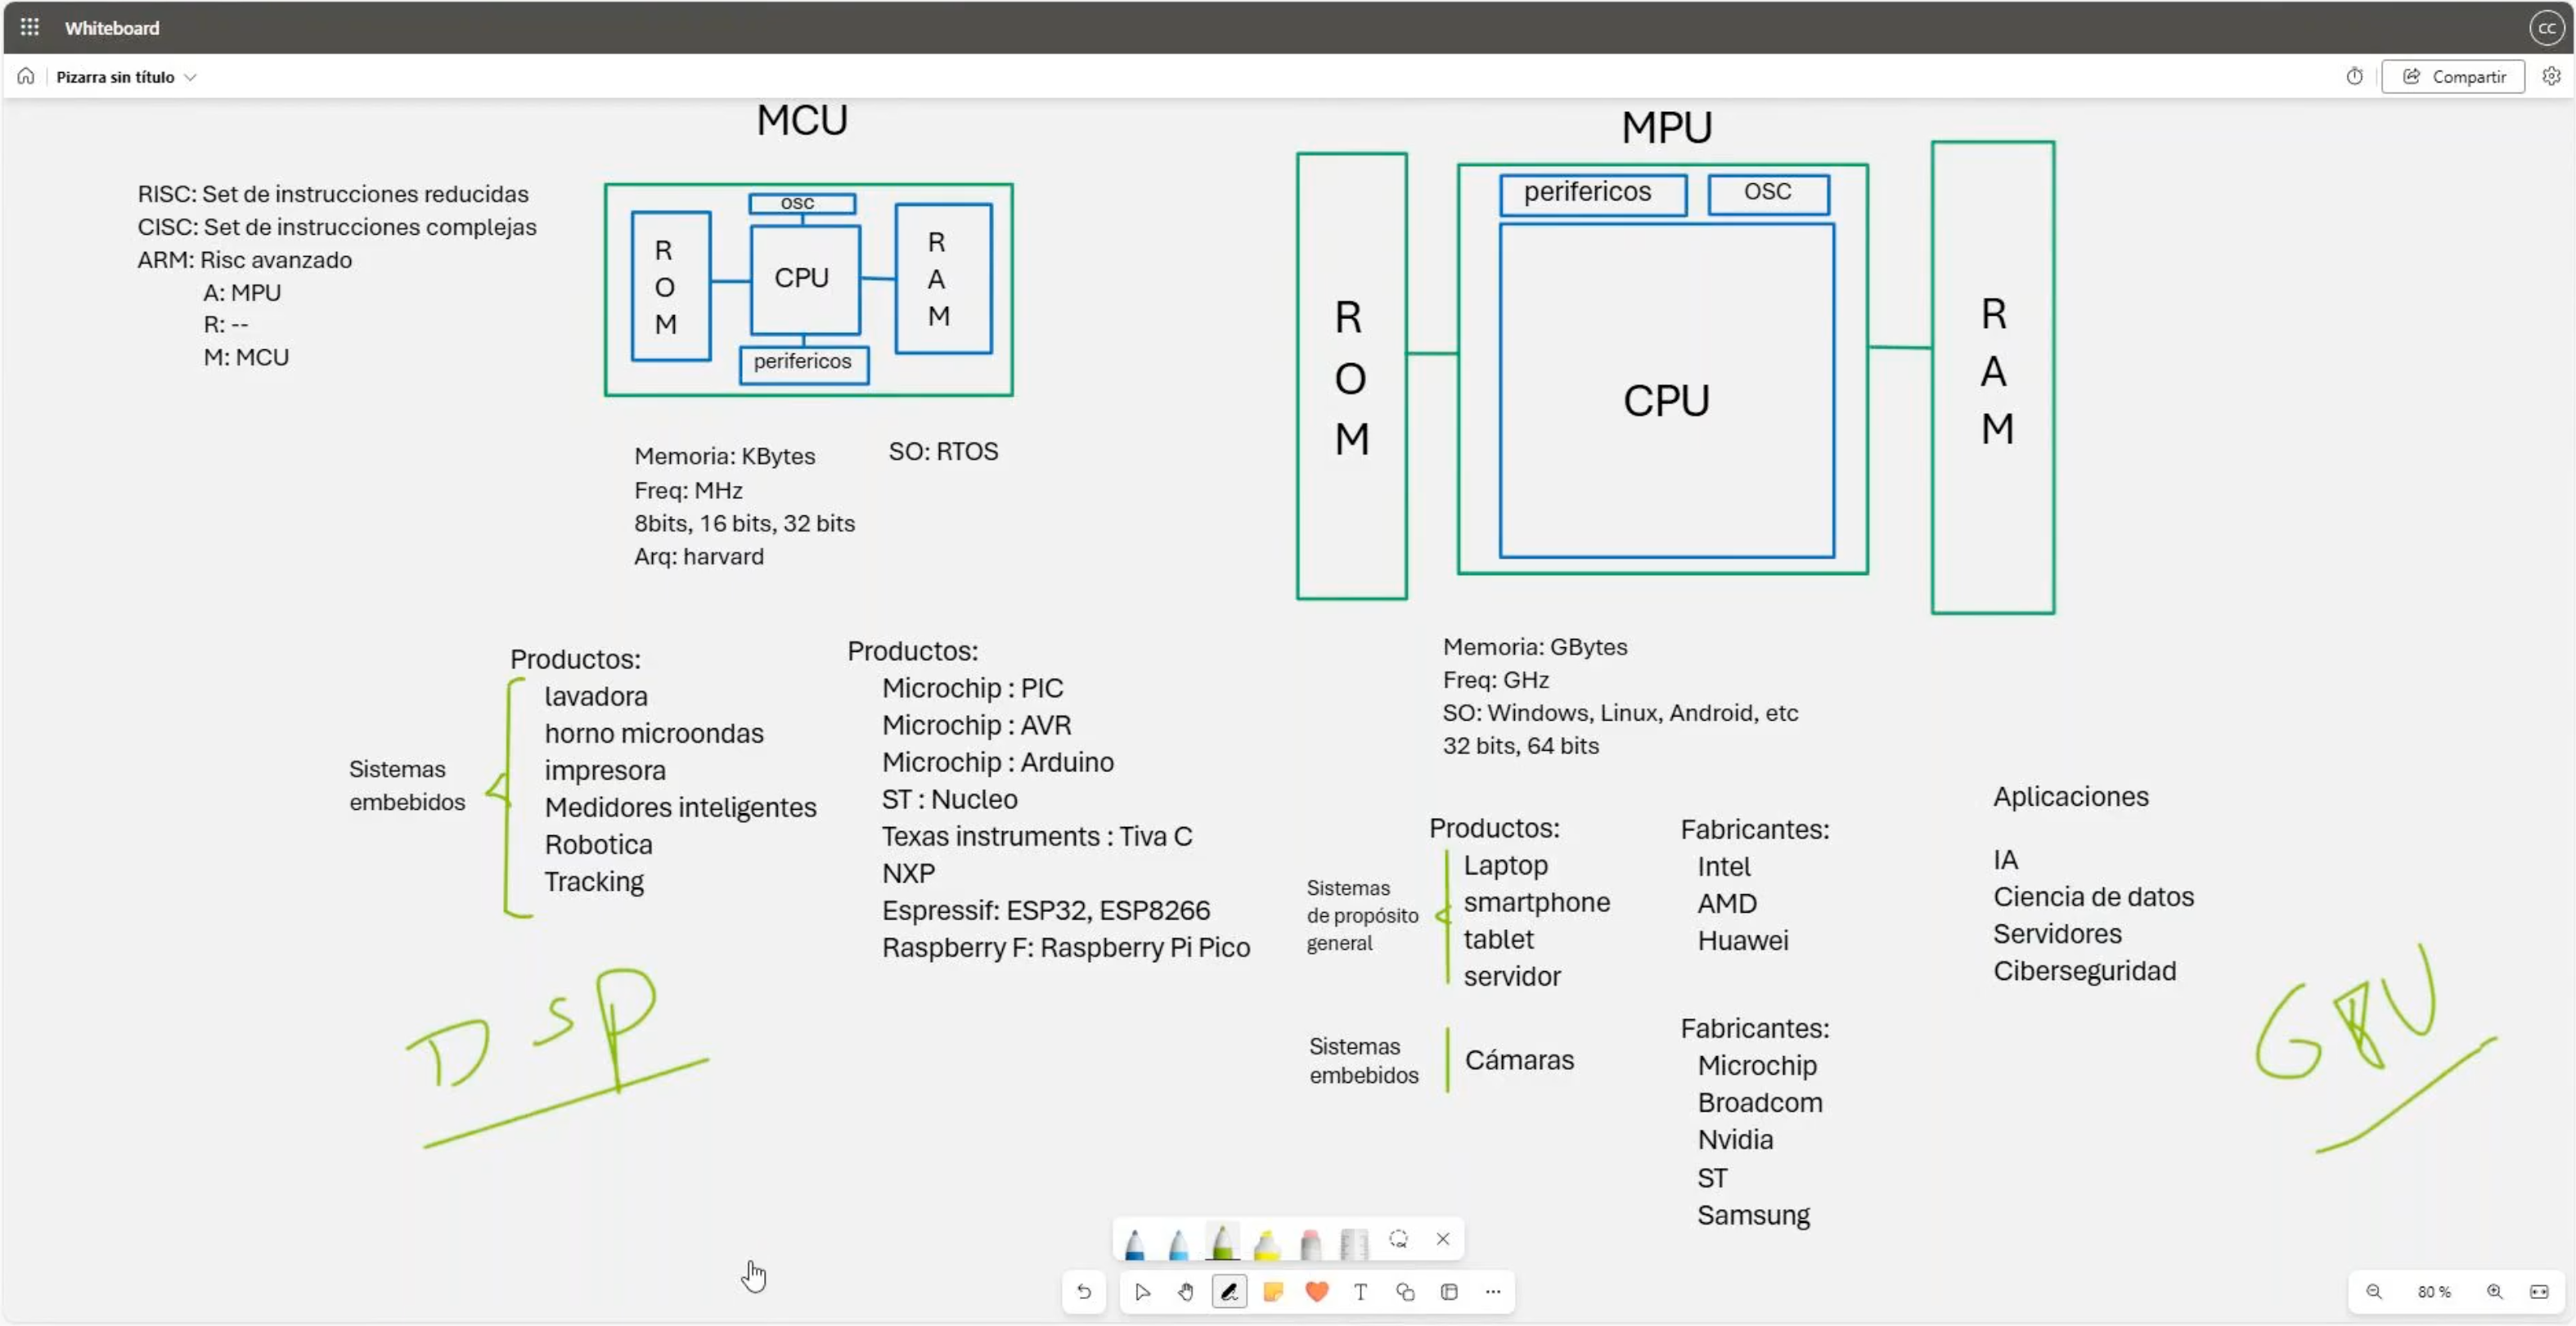 Whiteboard
CC
Pizarra sin título
Compartir
MCU
RISC: Set de instrucciones reducidas
CISC: Set de instrucciones complejas
ARM: Risc avanzado
A: MPU
R: --
M: MCU
osc
R
O
M
CPU
R
A
M
perifericos
Memoria: KBytes
Freq: MHz
8bits, 16 bits, 32 bits
Arq: harvard
SO: RTOS
Productos:
lavadora
horno microondas
impresora
Medidores inteligentes
Robotica
Tracking
Sistemas
embebidos
Productos:
Microchip : PIC
Microchip : AVR
Microchip : Arduino
ST : Nucleo
Texas instruments : Tiva C
NXP
Espressif: ESP32, ESP8266
Raspberry F: Raspberry Pi Pico
DSP
MPU
R
O
M
perifericos
OSC
CPU
R
A
M
Memoria: GBytes
Freq: GHz
SO: Windows, Linux, Android, etc
32 bits, 64 bits
Sistemas
de propósito
general
Productos:
Laptop
smartphone
tablet
servidor
Fabricantes:
Intel
AMD
Huawei
Aplicaciones
IA
Ciencia de datos
Servidores
Ciberseguridad
Sistemas
embebidos
Cámaras
Fabricantes:
Microchip
Broadcom
Nvidia
ST
Samsung
GPU
T
80 %